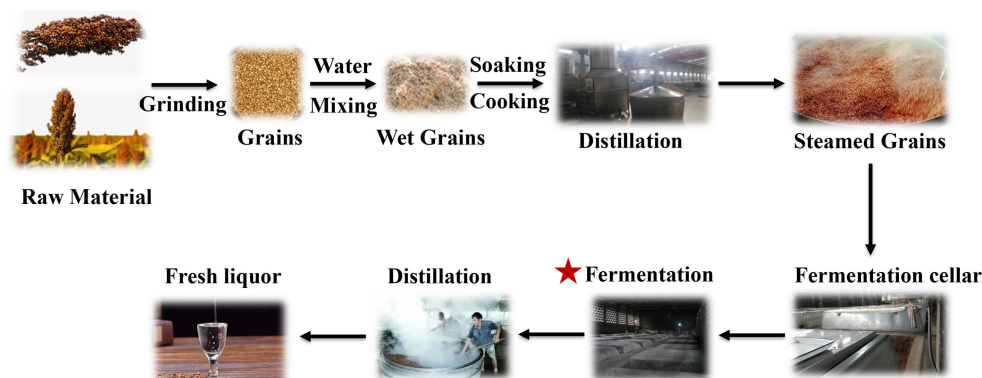 Water
Soaking
Grinding
Mixing
Cooking
Grains
Wet Grains
Distillation
Steamed Grains
Raw Material
Fresh liquor
Distillation
Fermentation
Fermentation cellar